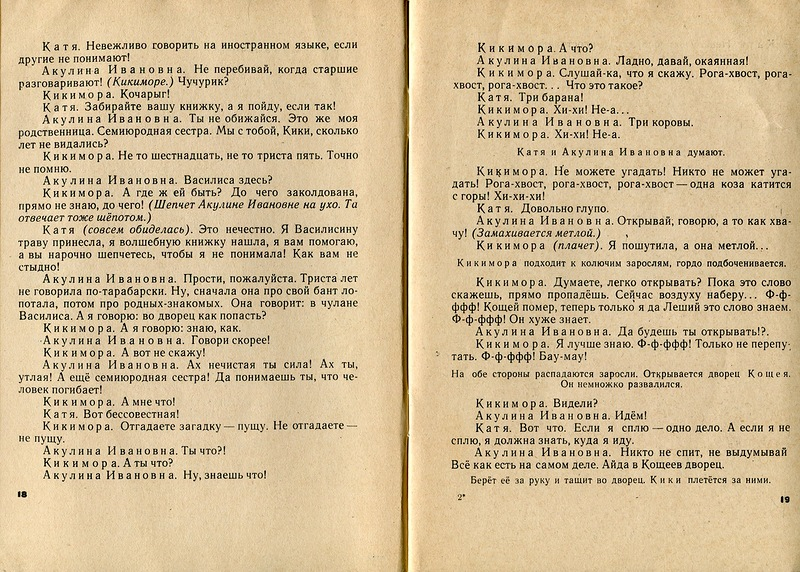 Катя. Невежливо говорить на иностранном языке, если
другие не понимают!
Акулина Ивановна. Не перебивай, когда старшие
разговаривают! (Кикиморе.) Чучурик?
Кикимора. Кочарыг!
Катя. Забирайте вашу книжку, а я пойду, если так!
Акулина Ивановна. Ты не обижайся. Это же моя
родственница. Семиюродная сестра. Мы с тобой, Кики, сколько
лет не видались?
Кикимора. Не то шестнадцать, не то триста пять. Точно
не помню.
Акулина Ивановна. Василиса здесь?
Кикимора. А где ж ей быть? До чего заколдована,
прямо не знаю, до чего! (Шепчет Акулине Ивановне на ухо. Та
отвечает тоже шёпотом.)
Катя (совсем обиделась). Это нечестно. Я Василисину
траву принесла, я волшебную книжку нашла, я вам помогаю,
а вы нарочно шепчетесь, чтобы я не понимала! Как вам не
стыдно!
Акулина Ивановна. Прости, пожалуйста. Триста лет
не говорила по-тарабарски. Ну, сначала она про свой бант ло-
потала, потом про родных-знакомых. Она говорит: в чулане
Василиса. А я говорю: во дворец как попасть?
Кикимора. А я говорю: знаю, как.
Акулина Ивановна. Говори скорее!
Кикимора. А вот не скажу!
Акулина Ивановна. Ах нечистая ты сила! Ах ты,
утлая! А ещё семиюродная сестра! Да понимаешь ты, что че-
ловек погибает!
Кикимора. А мне что!
Катя. Вот бессовестная!
Кикимора. Отгадаете загадку — пущу. Не отгадаете —
не пущу.
Акулина Ивановна. Ты что?!
Кикимора. А ты что?
Акулина Ивановна. Ну, знаешь что!
18
Кикимора. А что?
Акулина Ивановна. Ладно, давай, окаянная!
Кикимора. Слушай-ка, что я скажу. Рога-хвост, рога-
хвост, рога-хвост... Что это такое?
Катя. Три барана!
Кикимора. Хи-хи! Не-а...
Акулина Ивановна. Три коровы.
Кикимора. Хи-хи! Не-а.
Катя и Акулина Ивановна думают.
Кикимора. Не можете угадать! Никто не может уга-
дать! Рога-хвост, рога-хвост, рога-хвост — одна коза катится
с горы! Хи-хи-хи!
Катя. Довольно глупо.
Акулина Ивановна. Открывай, говорю, а то как хва-
чу! (Замахивается метлой.)
Кикимора (плачет). Я пошутила, а она метлой...
Кикимора подходит к колючим зарослям, гордо подбоченивается.
Кикимора. Думаете, легко открывать? Пока это слово
скажешь, прямо пропадёшь. Сейчас воздуху наберу... Ф-ф-
ффф! Кощей помер, теперь только я да Леший это слово знаем.
Ф-ф-ффф! Он хуже знает.
Акулина Ивановна. Да будешь ты открывать!?.
Кикимора. Я лучше знаю. Ф-ф-ффф! Только не перепу-
тать. Ф-ф-ффф! Бау-мау!
На обе стороны распадаются заросли. Открывается дворец Кощея.
Он немножко развалился.
Кикимора. Видели?
Акулина Ивановна. Идём!
Катя. Вот что. Если я сплю — одно дело. А если я не
сплю, я должна знать, куда я иду.
Акулина Ивановна. Никто не спит, не выдумывай
Всё как есть на самом деле. Айда в Кощеев дворец.
Берёт её за руку и тащит во дворец. Кики плетётся за ними.
2*
19